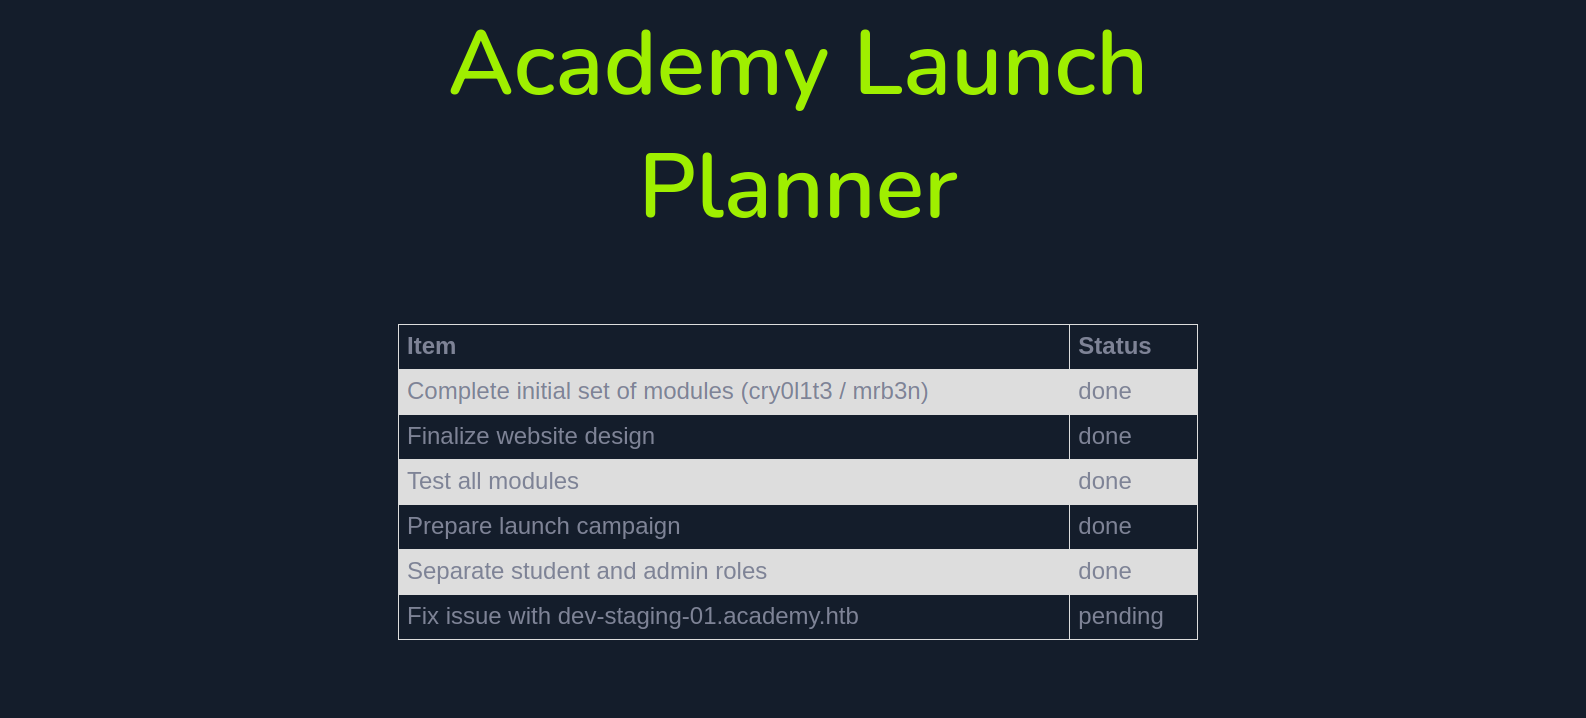 Academy Launch
Planner
Item Status
Complete initial set of modules (cry0l1t3 / mrb3n) done
Finalize website design done
Test all modules done
Prepare launch campaign done
Separate student and admin roles done
Fix issue with dev-staging-01.academy.htb pending